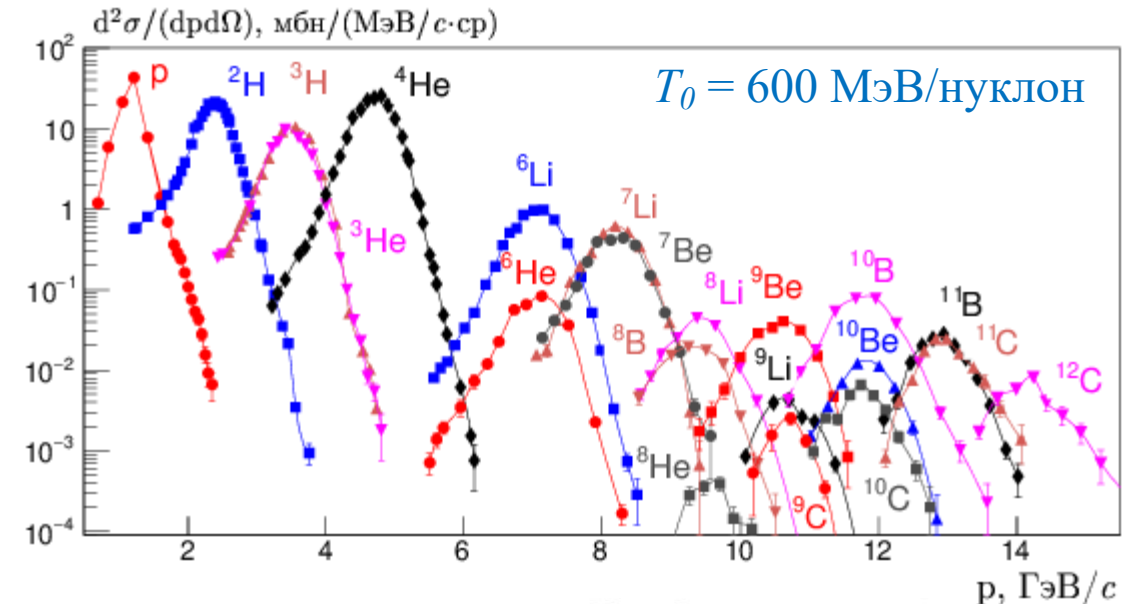 d²σ/(dpdΩ), мбн/(МэВ/c·ср)
T₀ = 600 МэВ/нуклон
10²
10
1
10⁻¹
10⁻²
10⁻³
10⁻⁴
p
²H
³H
⁴He
³He
⁶Li
⁶He
⁷Li
⁷Be
⁸Li
⁸B
⁸He
⁹Be
⁹Li
⁹C
¹⁰B
¹⁰Be
¹⁰C
¹¹B
¹¹C
¹²C
2 4 6 8 10 12 14
p, ГэВ/c